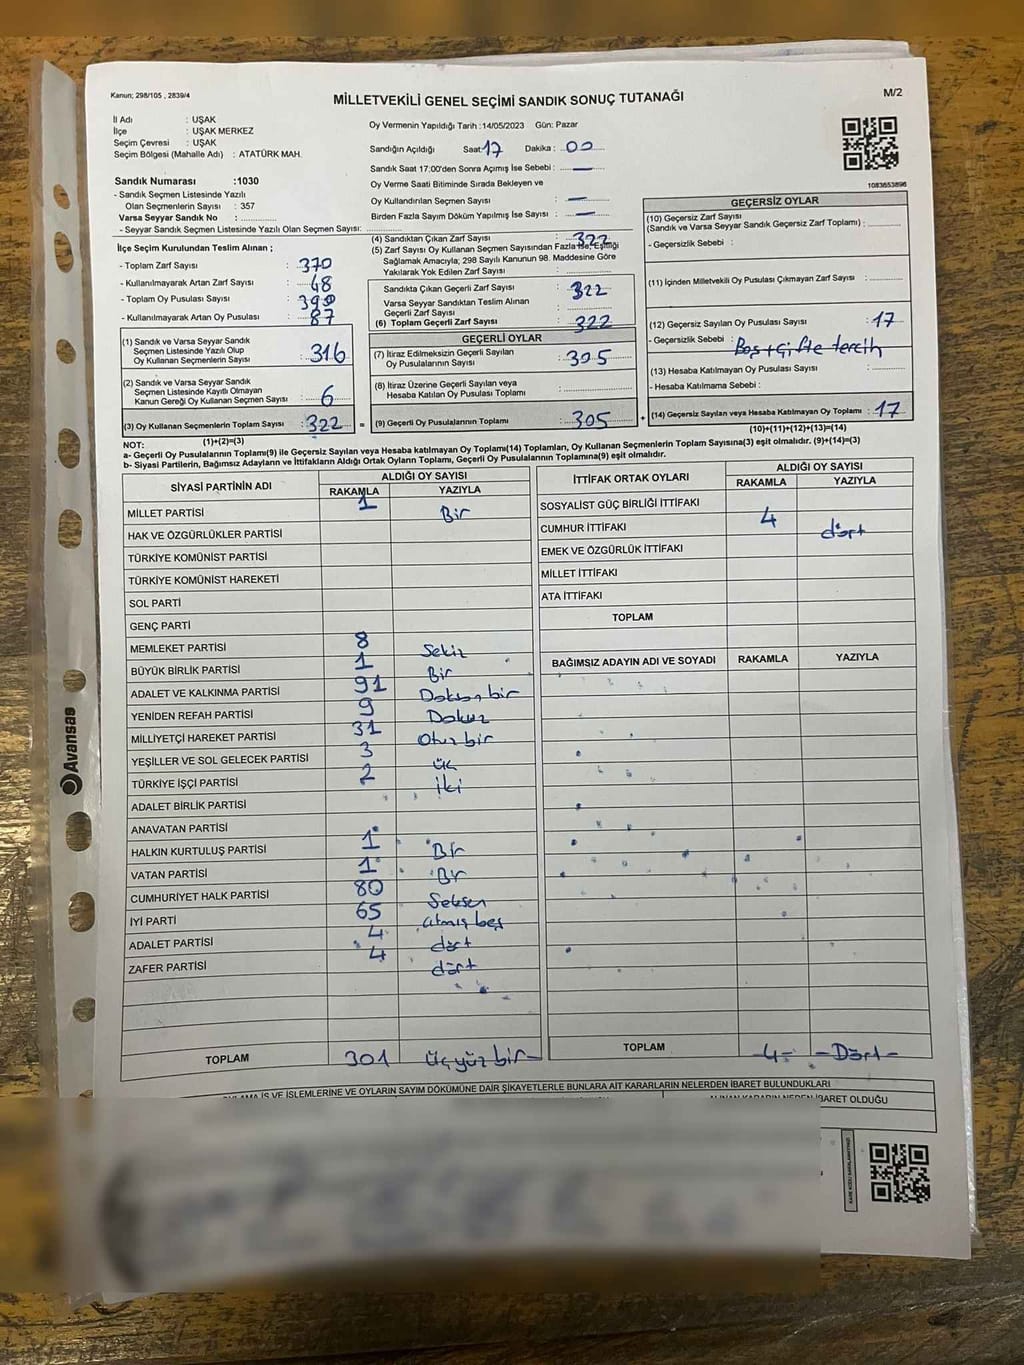 Kanun; 298/105 , 2839/4
MİLLETVEKİLİ GENEL SEÇİMİ SANDIK SONUÇ TUTANAĞI
M/2
İl Adı : UŞAK
İlçe : UŞAK MERKEZ
Seçim Çevresi : UŞAK
Seçim Bölgesi (Mahalle Adı) : ATATÜRK MAH.
Sandık Numarası :1030
- Sandık Seçmen Listesinde Yazılı
Olan Seçmenlerin Sayısı : 357
Varsa Seyyar Sandık No :
- Seyyar Sandık Seçmen Listesinde Yazılı Olan Seçmen Sayısı:
Oy Vermenin Yapıldığı Tarih :14/05/2023 Gün: Pazar
Sandığın Açıldığı Saat:17 Dakika : 00
Sandık Saat 17:00'den Sonra Açımış İse Sebebi : —
Oy Verme Saati Bitiminde Sırada Bekleyen ve
Oy Kullandırılan Seçmen Sayısı : —
Birden Fazla Sayım Döküm Yapılmış İse Sayısı : —
1083653896
İlçe Seçim Kurulundan Teslim Alınan ;
- Toplam Zarf Sayısı : 370
- Kullanılmayarak Artan Zarf Sayısı : 48
- Toplam Oy Pusulası Sayısı : 390
- Kullanılmayarak Artan Oy Pusulası : 87
(1) Sandık ve Varsa Seyyar Sandık
Seçmen Listesinde Yazılı Olup
Oy Kullanan Seçmenlerin Sayısı : 316
(2) Sandık ve Varsa Seyyar Sandık
Seçmen Listesinde Kayıtlı Olmayan
Kanun Gereği Oy Kullanan Seçmen Sayısı : 6
(3) Oy Kullanan Seçmenlerin Toplam Sayısı : 322
(1)+(2)=(3)
(4) Sandıktan Çıkan Zarf Sayısı : 322
(5) Zarf Sayısı Oy Kullanan Seçmen Sayısından Fazla İse, Eşitliği
Sağlamak Amacıyla; 298 Sayılı Kanunun 98. Maddesine Göre
Yakılarak Yok Edilen Zarf Sayısı :
Sandıkta Çıkan Geçerli Zarf Sayısı : 322
Varsa Seyyar Sandıktan Teslim Alınan
Geçerli Zarf Sayısı :
(6) Toplam Geçerli Zarf Sayısı : 322
GEÇERLİ OYLAR
(7) İtiraz Edilmeksizin Geçerli Sayılan
Oy Pusulalarının Sayısı : 305
(8) İtiraz Üzerine Geçerli Sayılan veya
Hesaba Katılan Oy Pusulası Toplamı :
= (9) Geçerli Oy Pusulalarının Toplamı : 305 +
GEÇERSİZ OYLAR
(10) Geçersiz Zarf Sayısı
(Sandık ve Varsa Seyyar Sandık Geçersiz Zarf Toplamı) :
- Geçersizlik Sebebi :
(11) İçinden Milletvekili Oy Pusulası Çıkmayan Zarf Sayısı :
(12) Geçersiz Sayılan Oy Pusulası Sayısı : 17
- Geçersizlik Sebebi : Boş + Çifte tercih
(13) Hesaba Katılmayan Oy Pusulası Sayısı :
- Hesaba Katılmama Sebebi :
(14) Geçersiz Sayılan veya Hesaba Katılmayan Oy Toplamı : 17
(10)+(11)+(12)+(13)=(14)
NOT:
a- Geçerli Oy Pusulalarının Toplamı(9) ile Geçersiz Sayılan veya Hesaba katılmayan Oy Toplamı(14) Toplamları, Oy Kullanan Seçmenlerin Toplam Sayısına(3) eşit olmalıdır. (9)+(14)=(3)
b- Siyasi Partilerin, Bağımsız Adayların ve İttifakların Aldığı Ortak Oyların Toplamı, Geçerli Oy Pusulalarının Toplamına(9) eşit olmalıdır.
SİYASİ PARTİNİN ADI ALDIĞI OY SAYISI
RAKAMLA YAZIYLA
MİLLET PARTİSİ 1 Bir
HAK VE ÖZGÜRLÜKLER PARTİSİ
TÜRKİYE KOMÜNİST PARTİSİ
TÜRKİYE KOMÜNİST HAREKETİ
SOL PARTİ
GENÇ PARTİ
MEMLEKET PARTİSİ 8 Sekiz
BÜYÜK BİRLİK PARTİSİ 1 Bir
ADALET VE KALKINMA PARTİSİ 91 Doksan bir
YENİDEN REFAH PARTİSİ 9 Dokuz
MİLLİYETÇİ HAREKET PARTİSİ 31 Otuz bir
YEŞİLLER VE SOL GELECEK PARTİSİ 3 üç
TÜRKİYE İŞÇİ PARTİSİ 2 İki
ADALET BİRLİK PARTİSİ
ANAVATAN PARTİSİ
HALKIN KURTULUŞ PARTİSİ 1 Bir
VATAN PARTİSİ 1 Bir
CUMHURİYET HALK PARTİSİ 80 Seksen
İYİ PARTİ 65 atmış beş
ADALET PARTİSİ 4 dört
ZAFER PARTİSİ 4 dört
TOPLAM 301 üçyüz bir
İTTİFAK ORTAK OYLARI ALDIĞI OY SAYISI
RAKAMLA YAZIYLA
SOSYALİST GÜÇ BİRLİĞİ İTTİFAKI
CUMHUR İTTİFAKI 4 dört
EMEK VE ÖZGÜRLÜK İTTİFAKI
MİLLET İTTİFAKI
ATA İTTİFAKI
TOPLAM
BAĞIMSIZ ADAYIN ADI VE SOYADI RAKAMLA YAZIYLA
TOPLAM -4- -Dört-
İŞ VE İŞLEMLERİNE VE OYLARIN SAYIM DÖKÜMÜNE DAİR ŞİKAYETLERLE BUNLARA AİT KARARLARIN NELERDEN İBARET BULUNDUKLARI
ALINAN KARARIN NEDEN İBARET OLDUĞU
Avansas